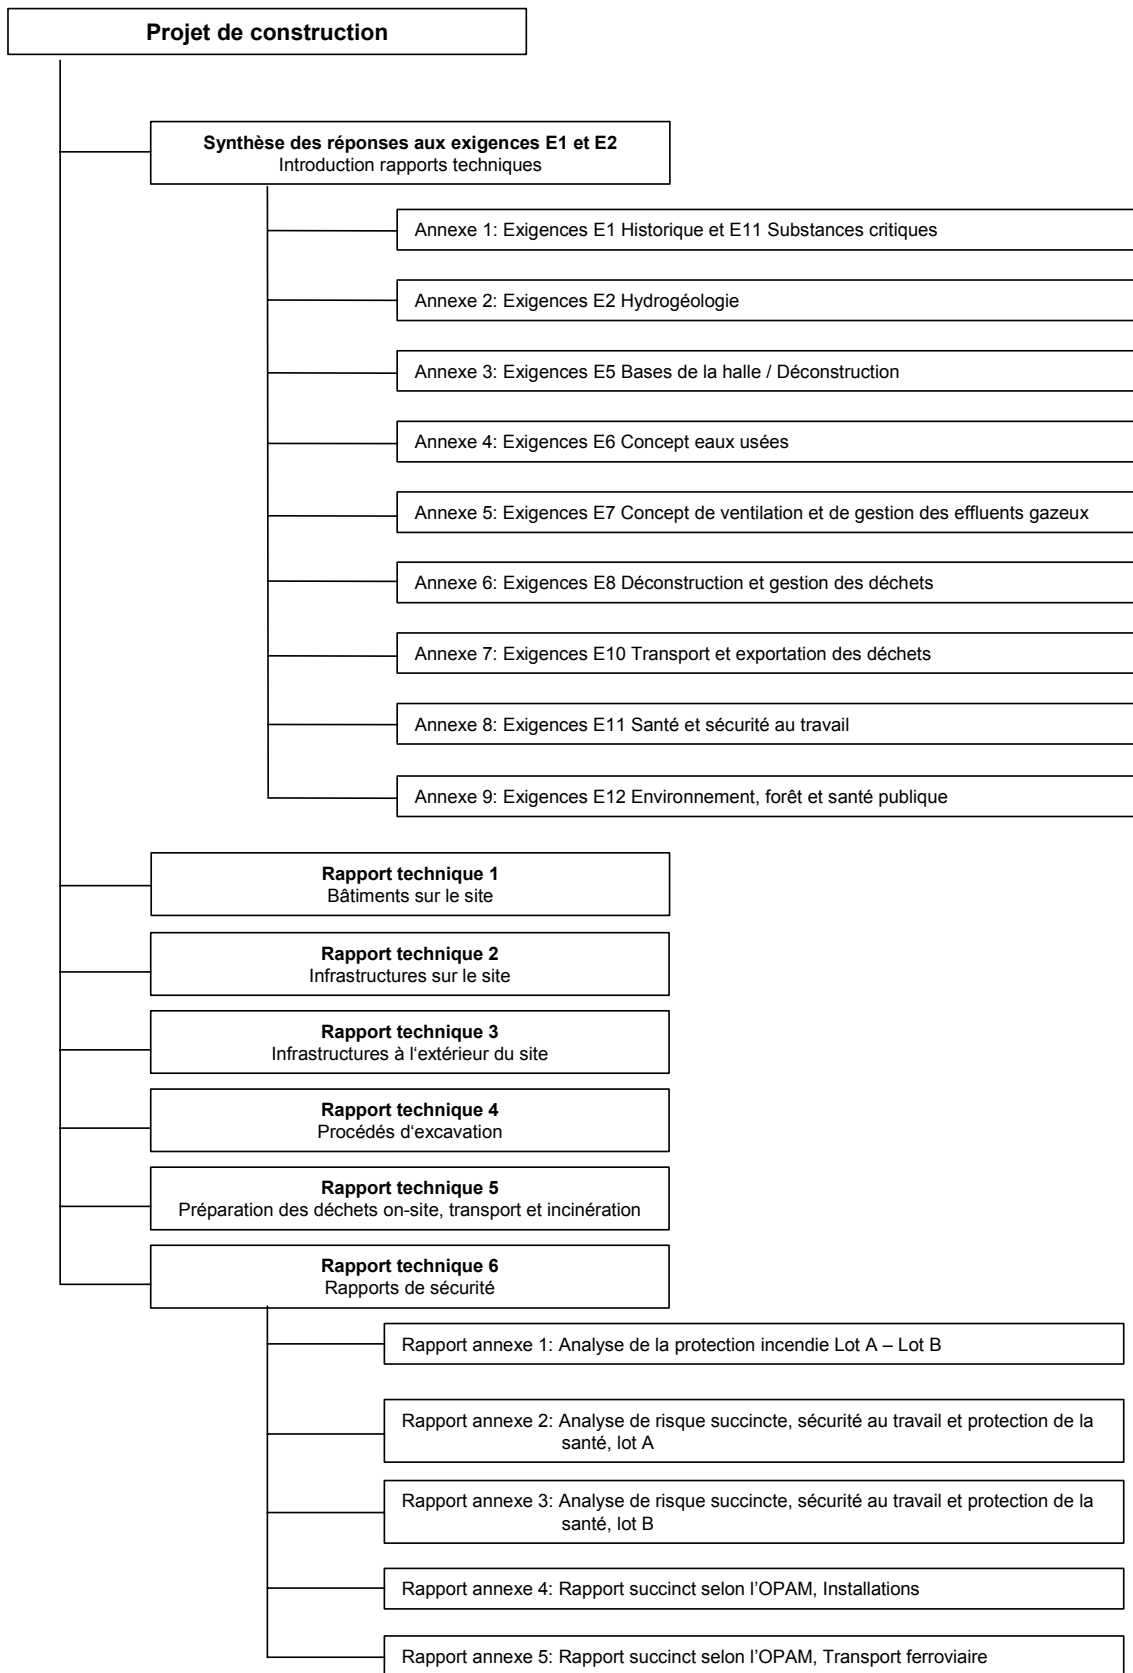 Projet de construction
Synthèse des réponses aux exigences E1 et E2
Introduction rapports techniques
Annexe 1: Exigences E1 Historique et E11 Substances critiques
Annexe 2: Exigences E2 Hydrogéologie
Annexe 3: Exigences E5 Bases de la halle / Déconstruction
Annexe 4: Exigences E6 Concept eaux usées
Annexe 5: Exigences E7 Concept de ventilation et de gestion des effluents gazeux
Annexe 6: Exigences E8 Déconstruction et gestion des déchets
Annexe 7: Exigences E10 Transport et exportation des déchets
Annexe 8: Exigences E11 Santé et sécurité au travail
Annexe 9: Exigences E12 Environnement, forêt et santé publique
Rapport technique 1
Bâtiments sur le site
Rapport technique 2
Infrastructures sur le site
Rapport technique 3
Infrastructures à l‘extérieur du site
Rapport technique 4
Procédés d‘excavation
Rapport technique 5
Préparation des déchets on-site, transport et incinération
Rapport technique 6
Rapports de sécurité
Rapport annexe 1: Analyse de la protection incendie Lot A – Lot B
Rapport annexe 2: Analyse de risque succincte, sécurité au travail et protection de la
santé, lot A
Rapport annexe 3: Analyse de risque succincte, sécurité au travail et protection de la
santé, lot B
Rapport annexe 4: Rapport succinct selon l’OPAM, Installations
Rapport annexe 5: Rapport succinct selon l’OPAM, Transport ferroviaire